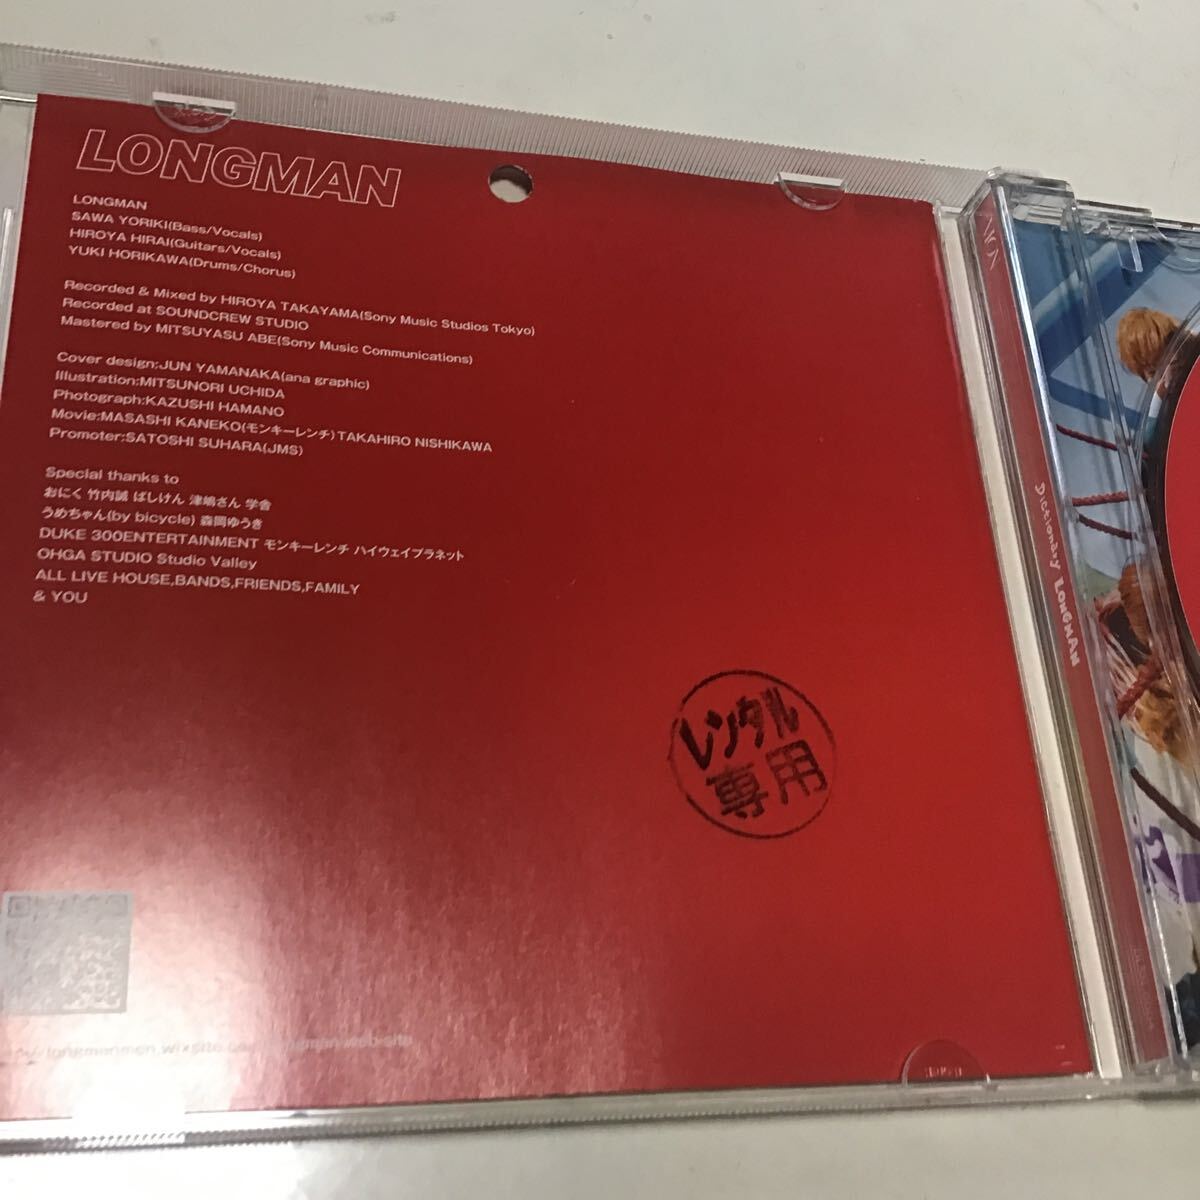 LONGMAN
LONGMAN
SAWA YORIKI(Bass/Vocals)
HIROYA HIRAI(Guitars/Vocals)
YUKI HORIKAWA(Drums/Chorus)
Recorded & Mixed by HIROYA TAKAYAMA(Sony Music Studios Tokyo)
Recorded at SOUNDCREW STUDIO
Mastered by MITSUYASU ABE(Sony Music Communications)
Cover design:JUN YAMANAKA(ana graphic)
Illustration:MITSUNORI UCHIDA
Photograph:KAZUSHI HAMANO
Movie:MASASHI KANEKO(モンキーレンチ)TAKAHIRO NISHIKAWA
Promoter:SATOSHI SUHARA(JMS)
Special thanks to
おにく 竹内誠 ばしけん 津嶋さん 学舎
うめちゃん(by bicycle) 森岡ゆうき
DUKE 300ENTERTAINMENT モンキーレンチ ハイウェイプラネット
OHGA STUDIO Studio Valley
ALL LIVE HOUSE,BANDS,FRIENDS,FAMILY
& YOU
レンタル
専用
Dictionary LONGMAN